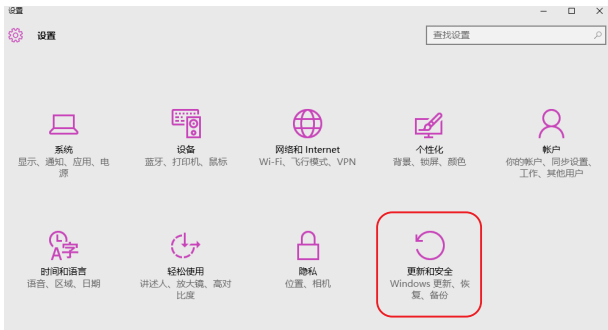 设置
设置
查找设置
系统
显示、通知、应用、电
源
设备
蓝牙、打印机、鼠标
网络和 Internet
Wi-Fi、飞行模式、VPN
个性化
背景、锁屏、颜色
帐户
你的帐户、同步设置、
工作、其他用户
时间和语言
语音、区域、日期
轻松使用
讲述人、放大镜、高对
比度
隐私
位置、相机
更新和安全
Windows 更新、恢
复、备份